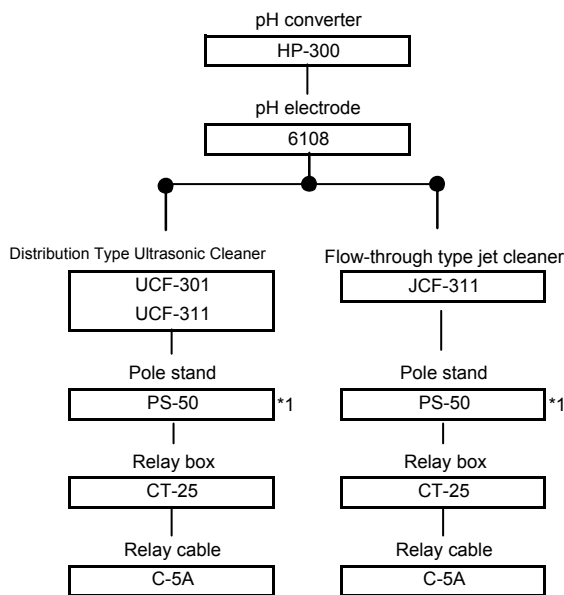 pH converter
HP-300
pH electrode
6108
Distribution Type Ultrasonic Cleaner
UCF-301
UCF-311
Pole stand
PS-50 *1
Relay box
CT-25
Relay cable
C-5A
Flow-through type jet cleaner
JCF-311
Pole stand
PS-50 *1
Relay box
CT-25
Relay cable
C-5A